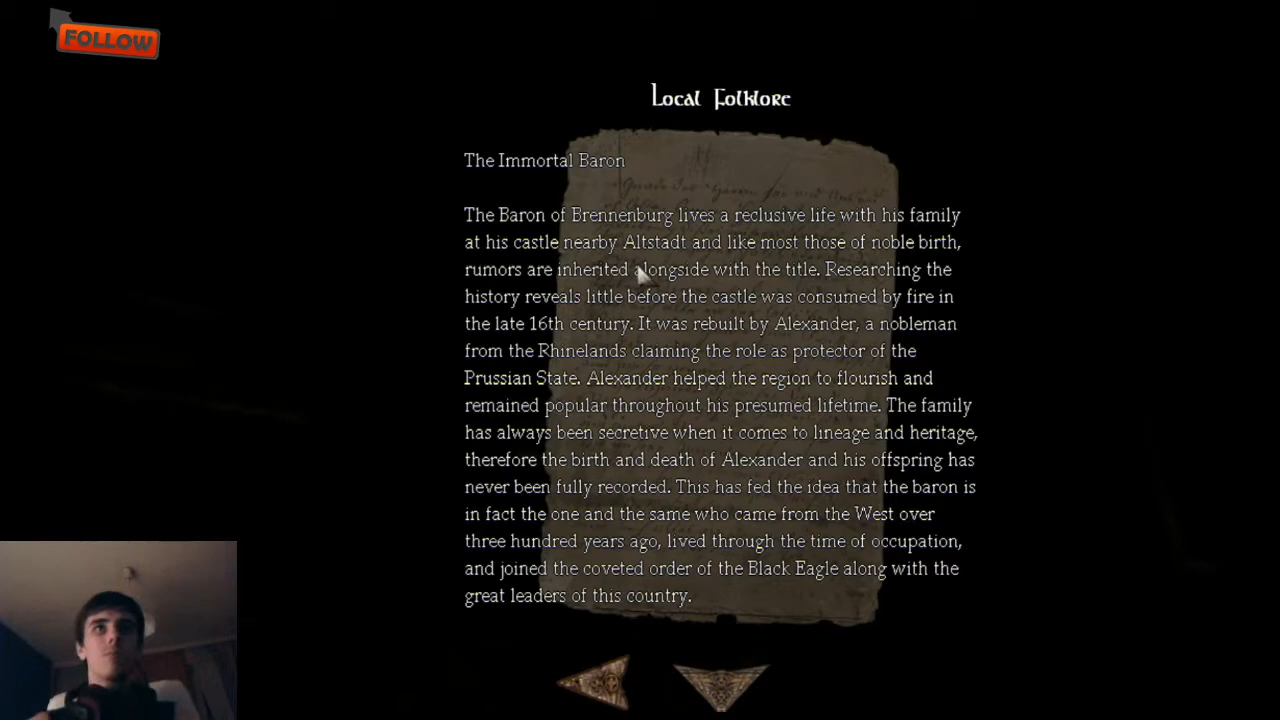 FOLLOW
Local Folklore
The Immortal Baron
The Baron of Brennenburg lives a reclusive life with his family
at his castle nearby Altstadt and like most those of noble birth,
rumors are inherited alongside with the title. Researching the
history reveals little before the castle was consumed by fire in
the late 16th century. It was rebuilt by Alexander, a nobleman
from the Rhinelands claiming the role as protector of the
Prussian State. Alexander helped the region to flourish and
remained popular throughout his presumed lifetime. The family
has always been secretive when it comes to lineage and heritage,
therefore the birth and death of Alexander and his offspring has
never been fully recorded. This has fed the idea that the baron is
in fact the one and the same who came from the West over
three hundred years ago, lived through the time of occupation,
and joined the coveted order of the Black Eagle along with the
great leaders of this country.